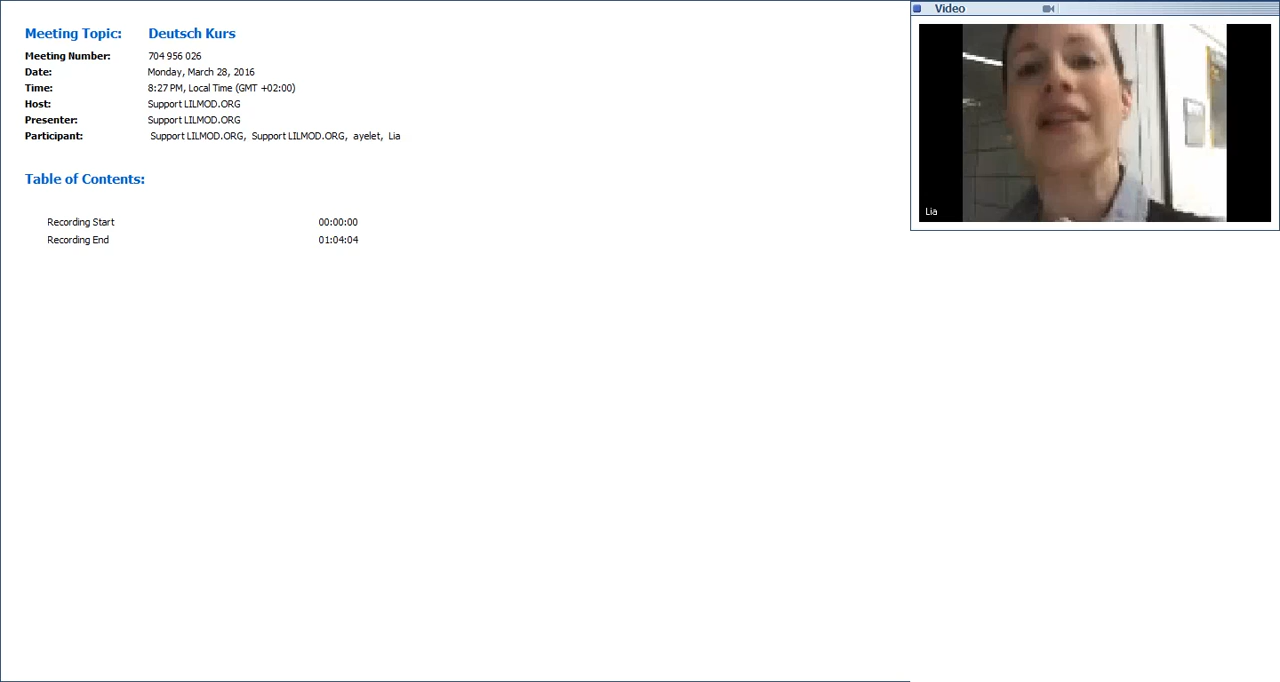 Meeting Topic: Deutsch Kurs
Meeting Number: 704 956 026
Date: Monday, March 28, 2016
Time: 8:27 PM, Local Time (GMT +02:00)
Host: Support LILMOD.ORG
Presenter: Support LILMOD.ORG
Participant: Support LILMOD.ORG, Support LILMOD.ORG, ayelet, Lia
Table of Contents:
Recording Start 00:00:00
Recording End 01:04:04
Video
Lia